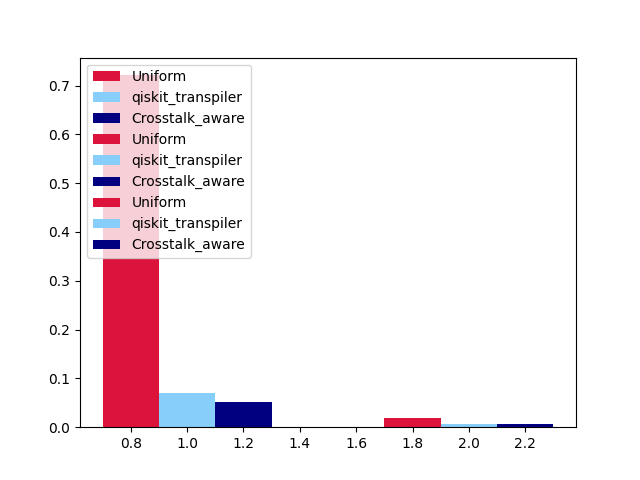 Uniform
qiskit_transpiler
Crosstalk_aware
Uniform
qiskit_transpiler
Crosstalk_aware
Uniform
qiskit_transpiler
Crosstalk_aware
0.7
0.6
0.5
0.4
0.3
0.2
0.1
0.0
0.8 1.0 1.2 1.4 1.6 1.8 2.0 2.2